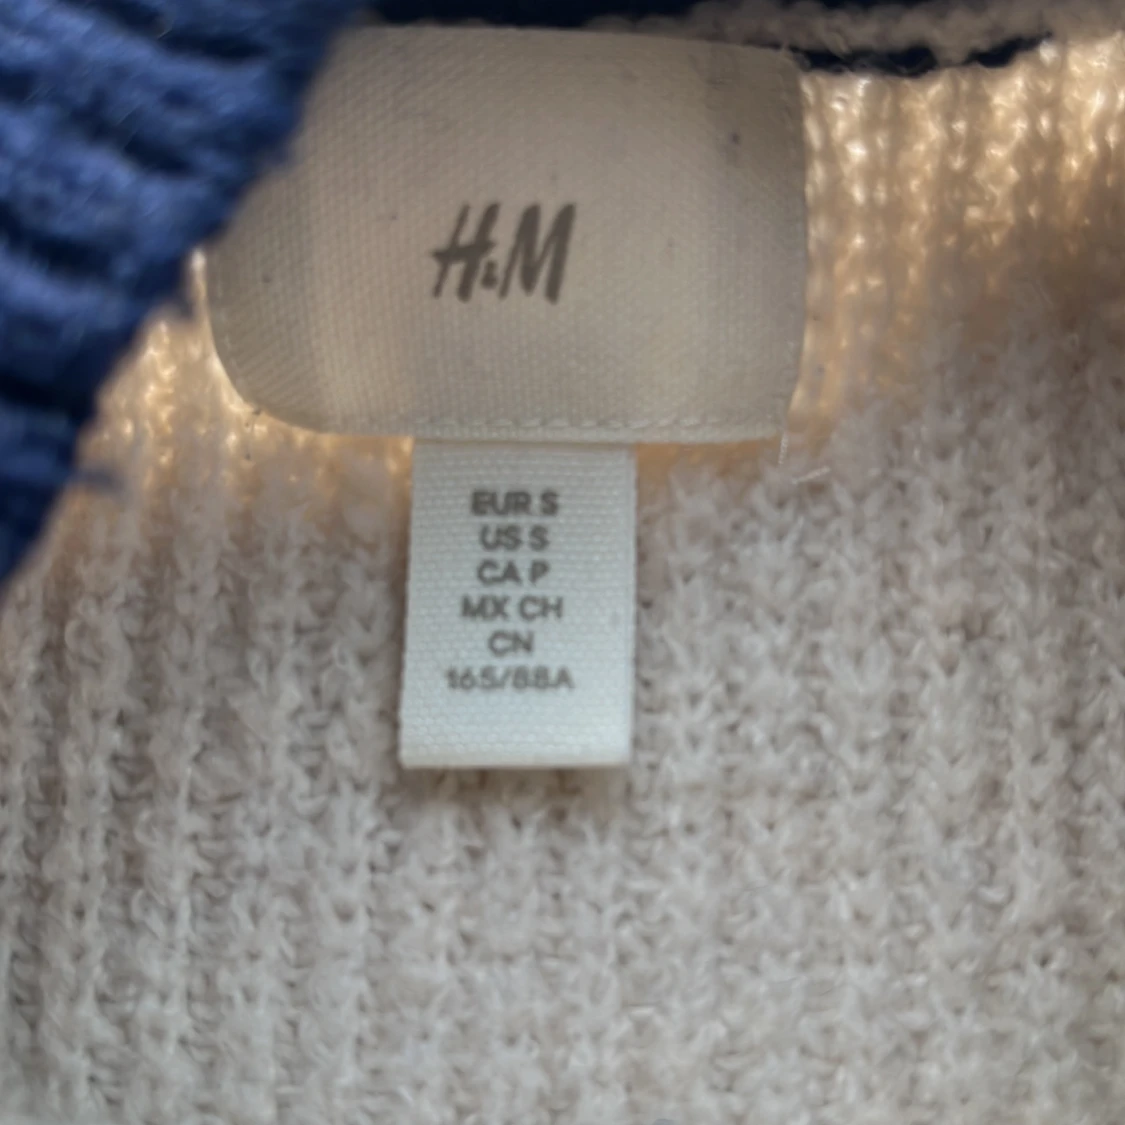 H&M
EUR S
US S
CA P
MX CH
CN
165/88A